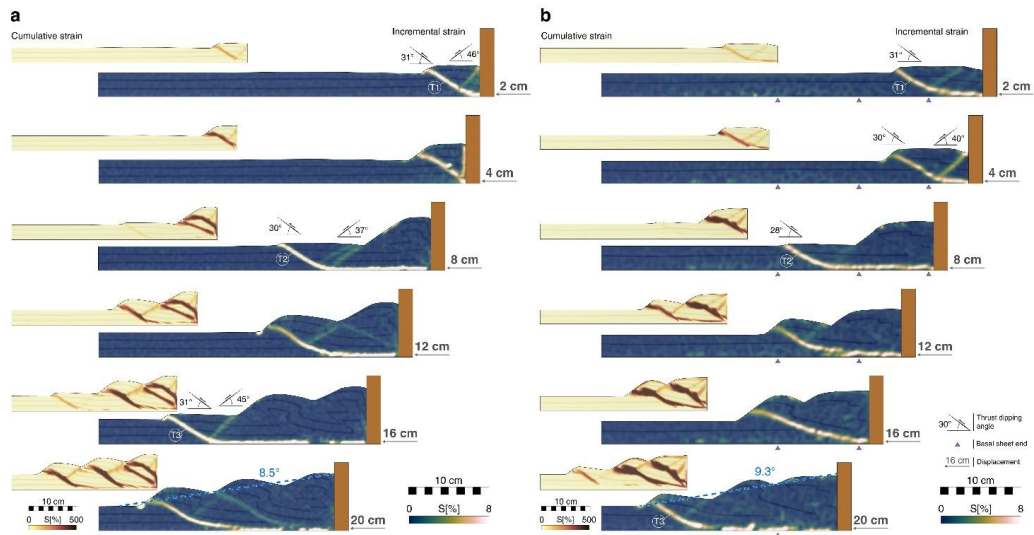 a
Cumulative strain
Incremental strain
31°
46°
T1
2 cm
4 cm
30°
37°
T2
8 cm
12 cm
31°
45°
T3
16 cm
8.5°
10 cm
0 S[%] 500
10 cm
0 S[%] 8
20 cm
b
Cumulative strain
Incremental strain
31°
T1
2 cm
30°
40°
4 cm
28°
T2
8 cm
12 cm
16 cm
30°
Thrust dipping
angle
Basal sheet end
16 cm
Displacement
9.3°
10 cm
0 S[%] 500
T3
20 cm
10 cm
0 S[%] 8